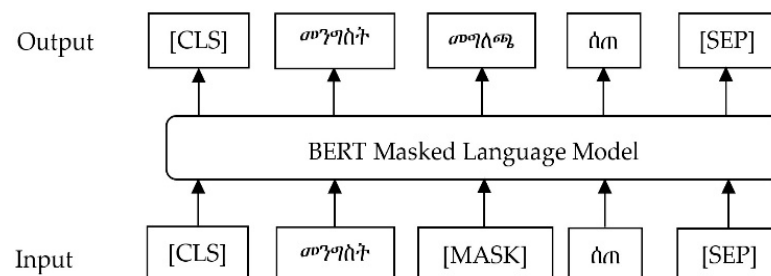 Output [CLS] መንግስት መግለጫ ሰጠ [SEP]
BERT Masked Language Model
Input [CLS] መንግስት [MASK] ሰጠ [SEP]